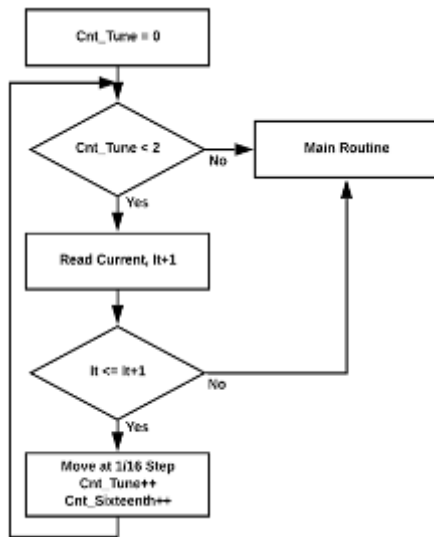 Cnt_Tune = 0
Cnt_Tune < 2
No
Main Routine
Yes
Read Current, It+1
It <= It+1
No
Yes
Move at 1/16 Step
Cnt_Tune++
Cnt_Sixteenth++